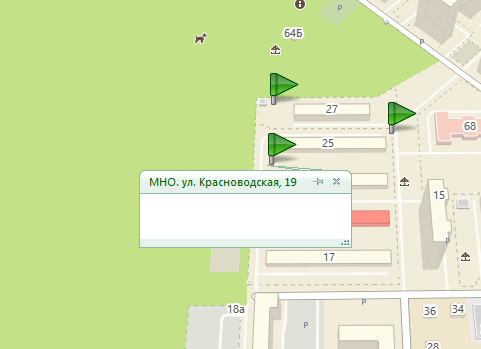 64Б
Р
Р
27
68
25
МНО. ул. Красноводская, 19
15
Р
17
18а
Р
Р
36
34
28